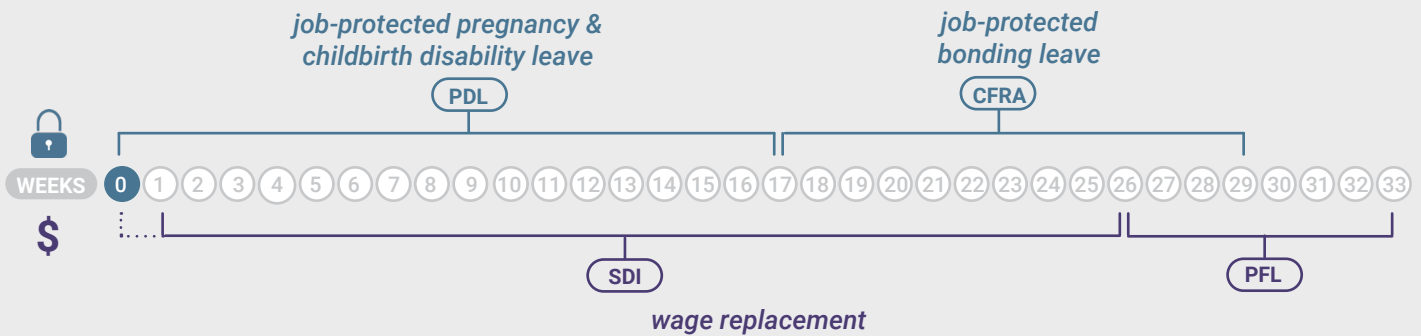 job-protected pregnancy &
childbirth disability leave
job-protected
bonding leave
PDL
CFRA
WEEKS 0 1 2 3 4 5 6 7 8 9 10 11 12 13 14 15 16 17 18 19 20 21 22 23 24 25 26 27 28 29 30 31 32 33
$
SDI
PFL
wage replacement